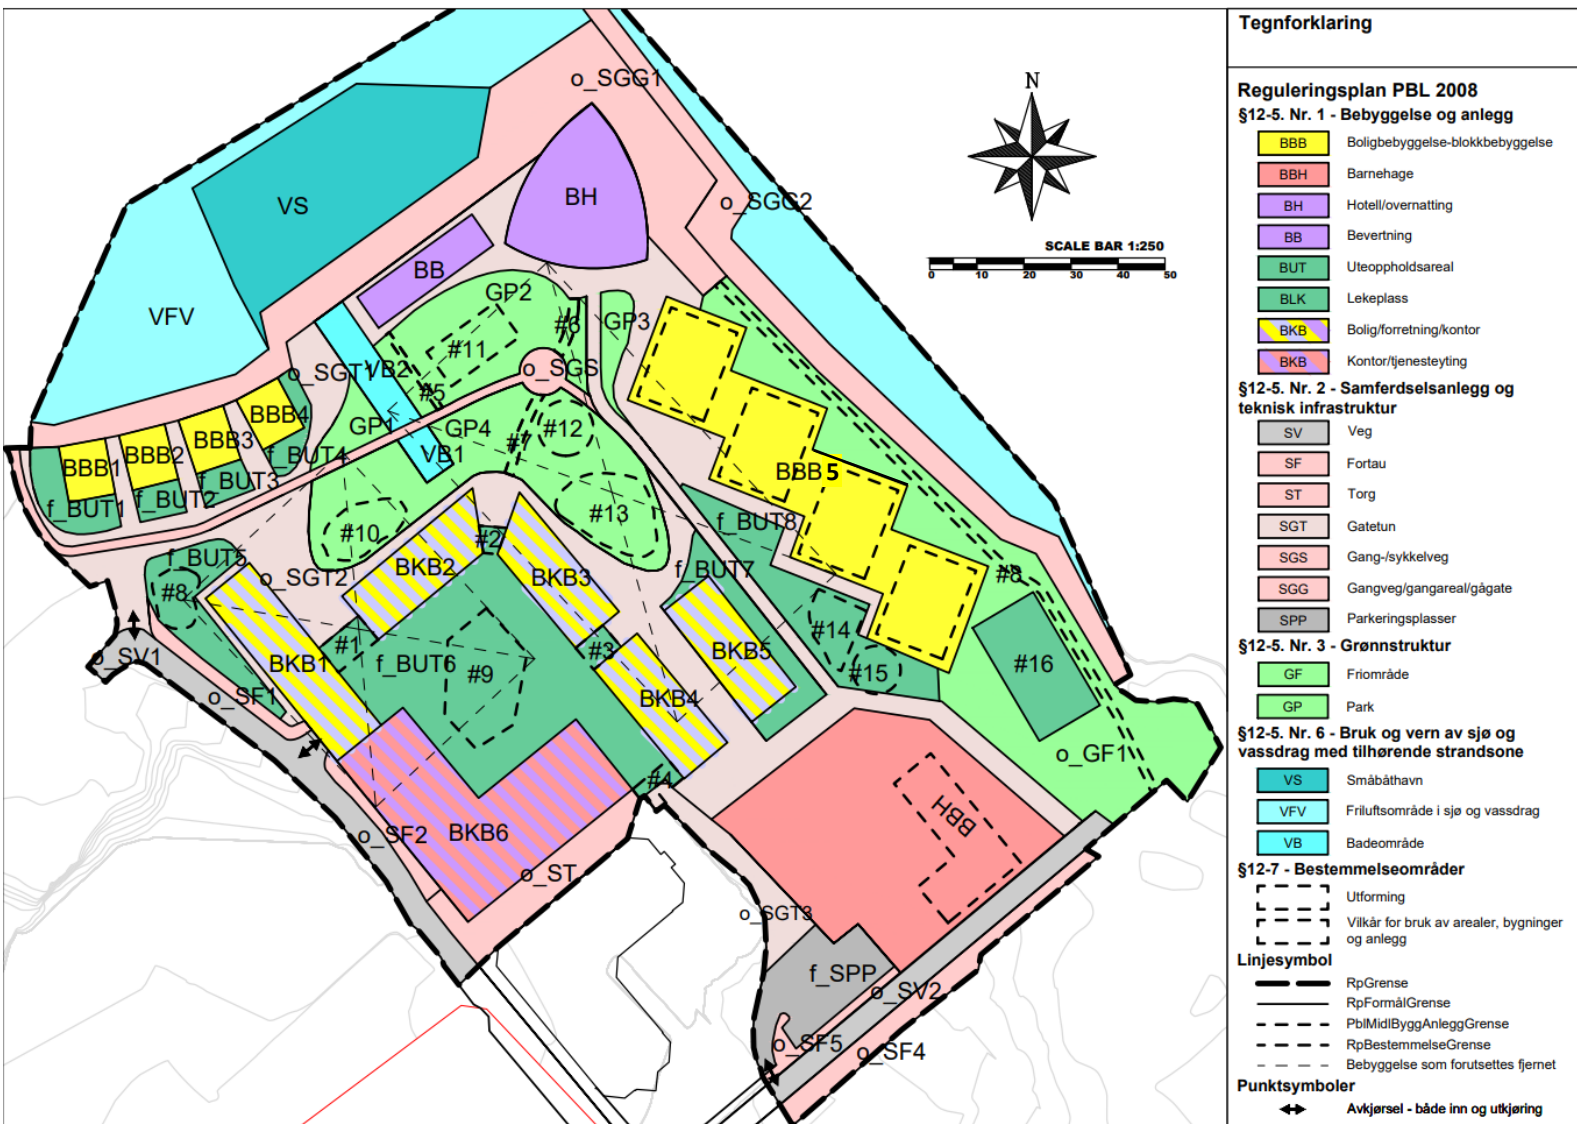 o_SGG1
N
VS
BH
o_SGG2
SCALE BAR 1:250
0 10 20 30 40 50
BB
GP2
VFV
#6
GP3
#11
o_SGT1
VB2
o_SGS
#5
BBB4
GP1
GP4
#12
BBB3
#7
BBB2
f_BUT4
VB1
BBB1
BBB5
f_BUT3
f_BUT2
f_BUT1
#13
f_BUT8
#10
#2
f_BUT5
BKB2
f_BUT7
o_SGT2
BKB3
#8
#8
#14
#1
#3
BKB5
o_SV1
BKB1
f_BUT6
#16
#9
#15
o_SF1
BKB4
o_GF1
#4
BBH
o_SF2
BKB6
o_ST
o_SGT3
f_SPP
o_SV2
o_SF5
o_SF4
Tegnforklaring
Reguleringsplan PBL 2008
§12-5. Nr. 1 - Bebyggelse og anlegg
BBB Boligbebyggelse-blokkbebyggelse
BBH Barnehage
BH Hotell/overnatting
BB Bevertning
BUT Uteoppholdsareal
BLK Lekeplass
BKB Bolig/forretning/kontor
BKB Kontor/tjenesteyting
§12-5. Nr. 2 - Samferdselsanlegg og
teknisk infrastruktur
SV Veg
SF Fortau
ST Torg
SGT Gatetun
SGS Gang-/sykkelveg
SGG Gangveg/gangareal/gågate
SPP Parkeringsplasser
§12-5. Nr. 3 - Grønnstruktur
GF Friområde
GP Park
§12-5. Nr. 6 - Bruk og vern av sjø og
vassdrag med tilhørende strandsone
VS Småbåthavn
VFV Friluftsområde i sjø og vassdrag
VB Badeområde
§12-7 - Bestemmelseområder
Utforming
Vilkår for bruk av arealer, bygninger
og anlegg
Linjesymbol
RpGrense
RpFormålGrense
PblMidlByggAnleggGrense
RpBestemmelseGrense
Bebyggelse som forutsettes fjernet
Punktsymboler
Avkjørsel - både inn og utkjøring